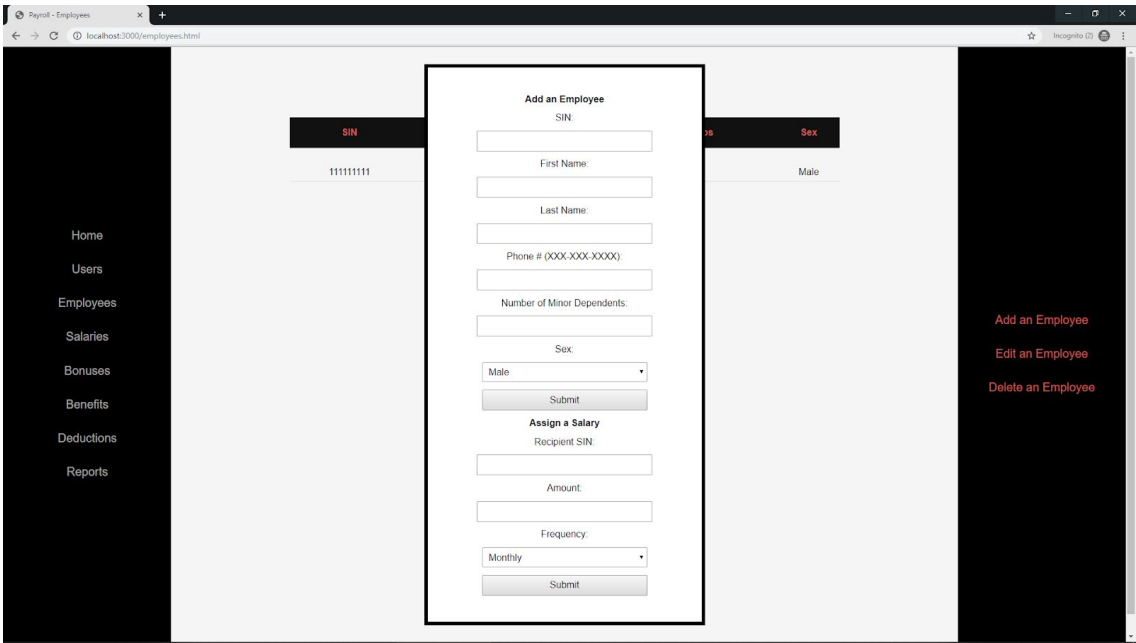 Payroll - Employees
localhost:3000/employees.html
Incognito (2)
Home
Users
Employees
Salaries
Bonuses
Benefits
Deductions
Reports
SIN
Sex
111111111
Male
Add an Employee
SIN:
First Name:
Last Name:
Phone # (XXX-XXX-XXXX):
Number of Minor Dependents:
Sex:
Male
Submit
Assign a Salary
Recipient SIN:
Amount:
Frequency:
Monthly
Submit
Add an Employee
Edit an Employee
Delete an Employee